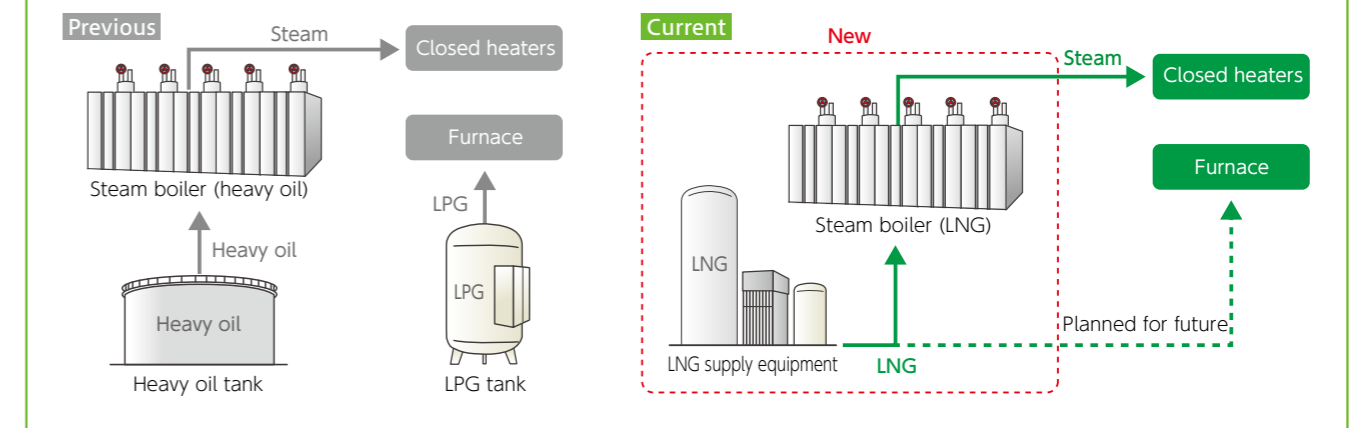 Previous
Steam
Closed heaters
Furnace
Steam boiler (heavy oil)
LPG
Heavy oil
LPG
Heavy oil
Heavy oil tank
LPG tank
Current
New
Steam
Closed heaters
Furnace
Steam boiler (LNG)
LNG
Planned for future
LNG supply equipment
LNG